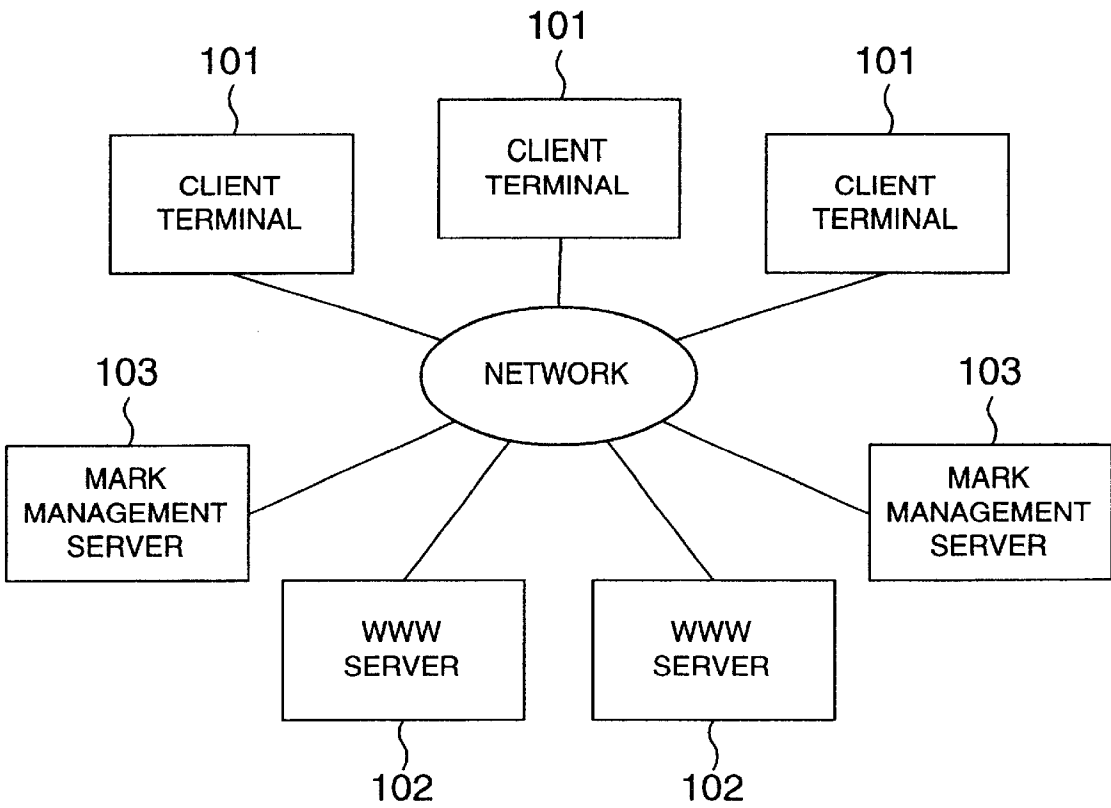 101
101
101
CLIENT
TERMINAL
CLIENT
TERMINAL
CLIENT
TERMINAL
NETWORK
103
103
MARK
MANAGEMENT
SERVER
MARK
MANAGEMENT
SERVER
WWW
SERVER
WWW
SERVER
102
102